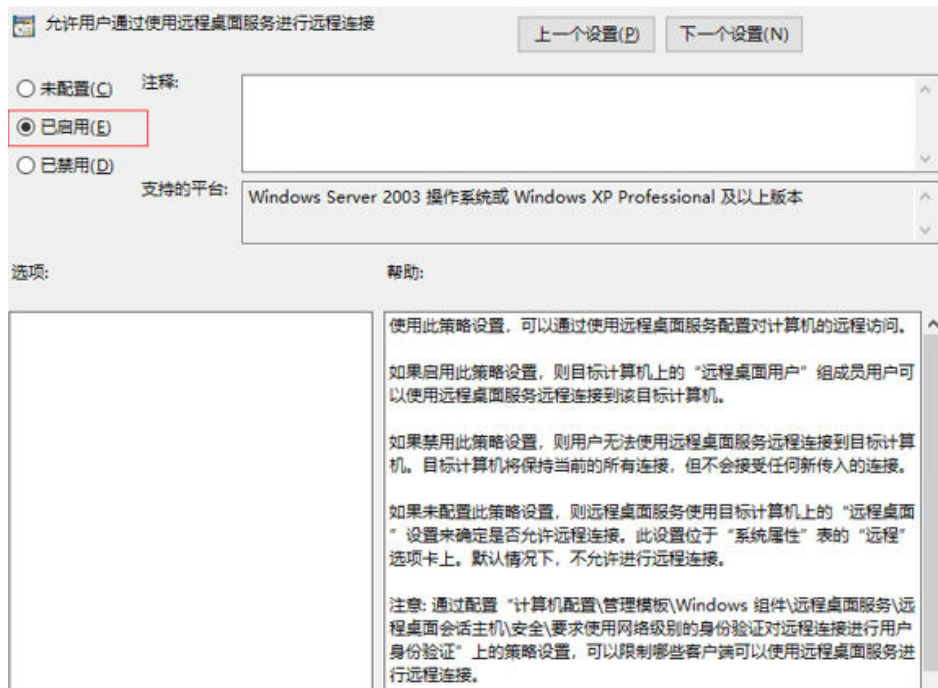 允许用户通过使用远程桌面服务进行远程连接
上一个设置(P)
下一个设置(N)
未配置(C)
注释:
已启用(E)
已禁用(D)
支持的平台:
Windows Server 2003 操作系统或 Windows XP Professional 及以上版本
选项:
帮助:
使用此策略设置，可以通过使用远程桌面服务配置对计算机的远程访问。
如果启用此策略设置，则目标计算机上的“远程桌面用户”组成员用户可
以使用远程桌面服务远程连接到该目标计算机。
如果禁用此策略设置，则用户无法使用远程桌面服务远程连接到目标计算
机。目标计算机将保持当前的所有连接，但不会接受任何新传入的连接。
如果未配置此策略设置，则远程桌面服务使用目标计算机上的“远程桌面
”设置来确定是否允许远程连接。此设置位于“系统属性”表的“远程”
选项卡上。默认情况下，不允许进行远程连接。
注意: 通过配置“计算机配置\管理模板\Windows 组件\远程桌面服务\远
程桌面会话主机\安全\要求使用网络级别的身份验证对远程连接进行用户
身份验证”上的策略设置，可以限制哪些客户端可以使用远程桌面服务进
行远程连接。